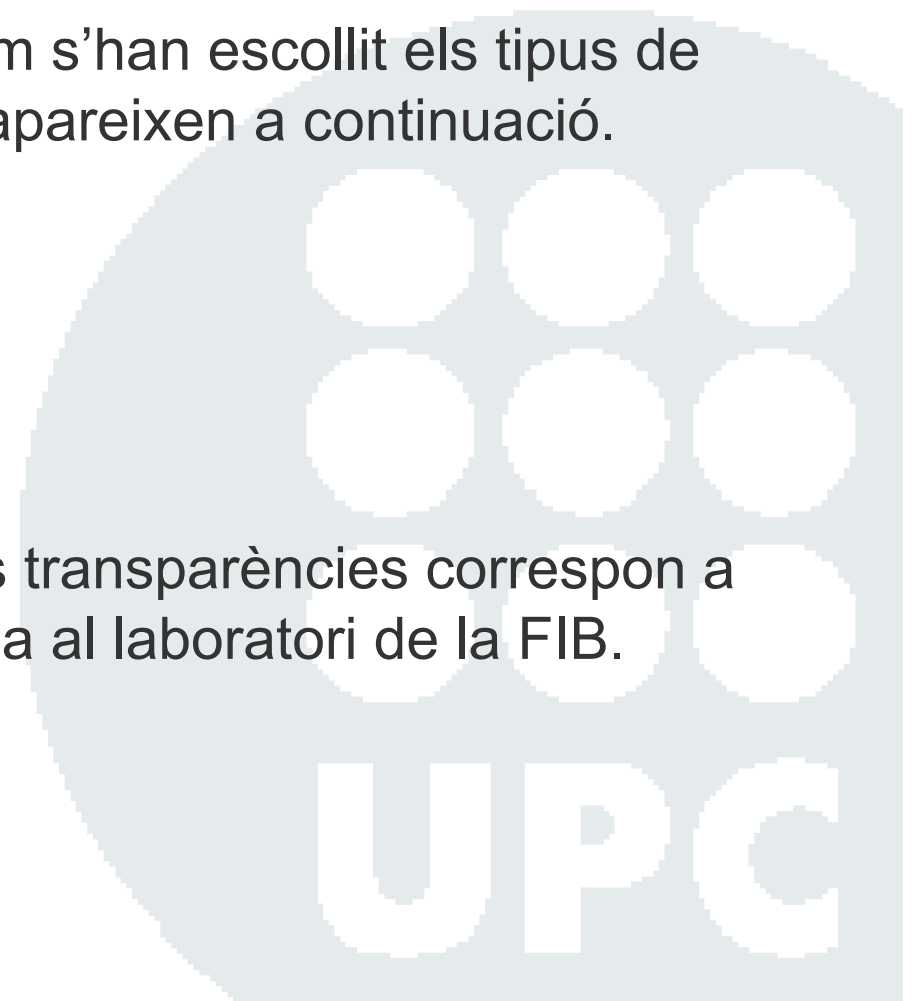 m s’han escollit els tipus de
apareixen a continuació.
s transparències correspon a
a al laboratori de la FIB.
UPC